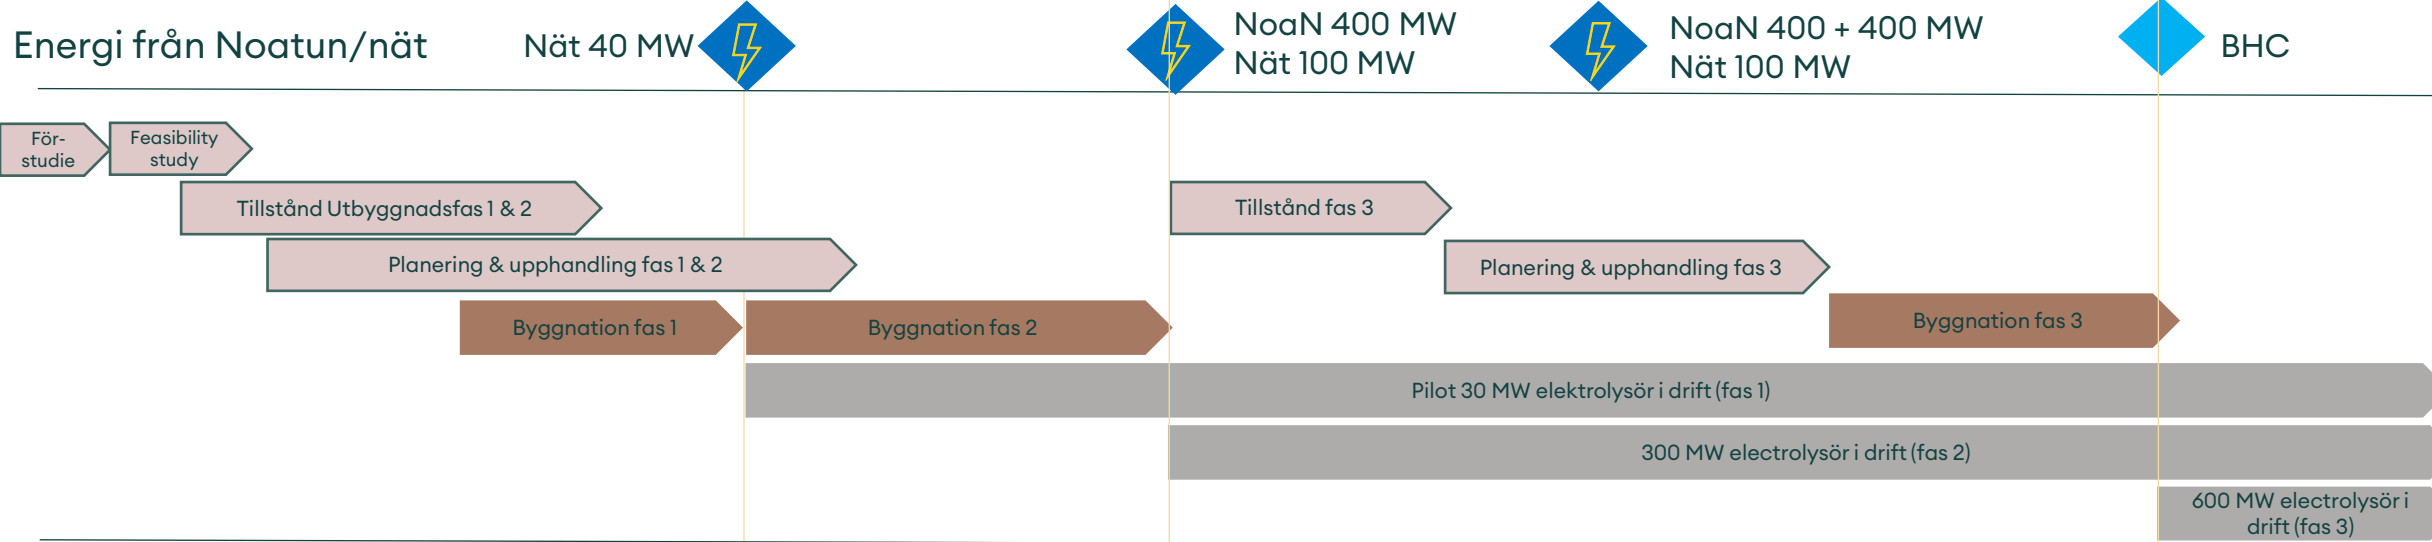 Energi från Noatun/nät
Nät 40 MW
NoaN 400 MW
Nät 100 MW
NoaN 400 + 400 MW
Nät 100 MW
BHC
För-
studie
Feasibility
study
Tillstånd Utbyggnadsfas 1 & 2
Tillstånd fas 3
Planering & upphandling fas 1 & 2
Planering & upphandling fas 3
Byggnation fas 1
Byggnation fas 2
Byggnation fas 3
Pilot 30 MW elektrolysör i drift (fas 1)
300 MW electrolysör i drift (fas 2)
600 MW electrolysör i
drift (fas 3)